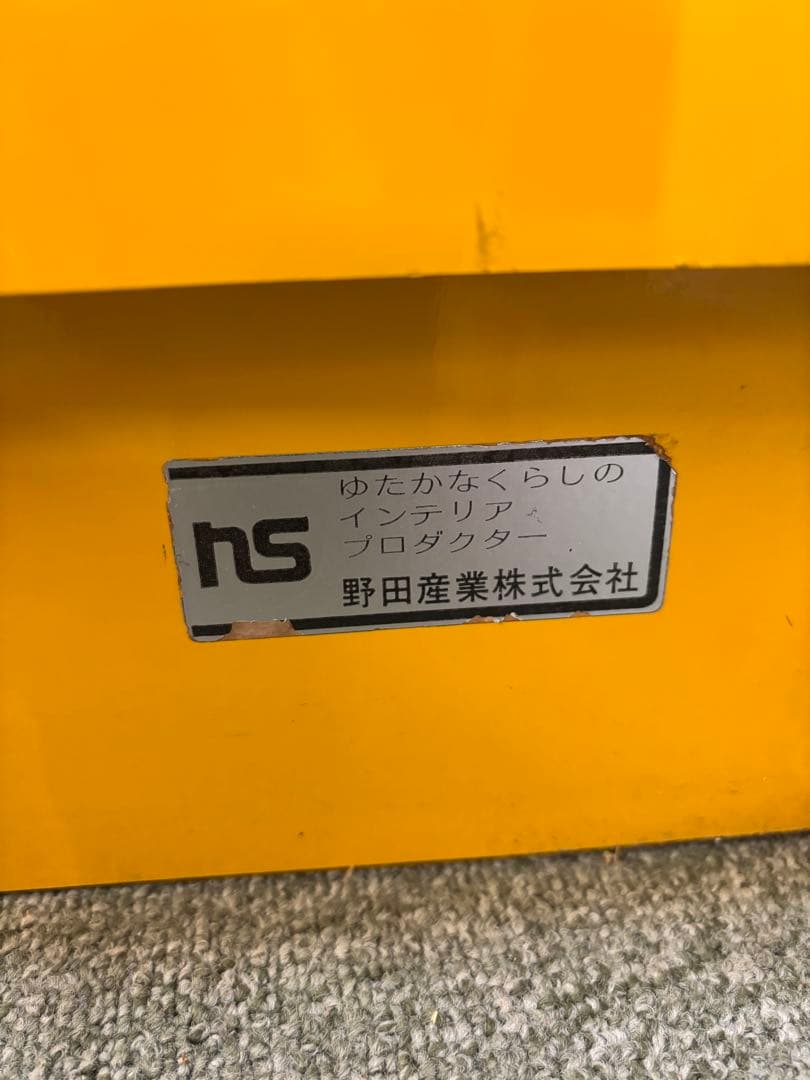 ns
ゆたかなくらしの
インテリア
プロダクター
野田産業株式会社